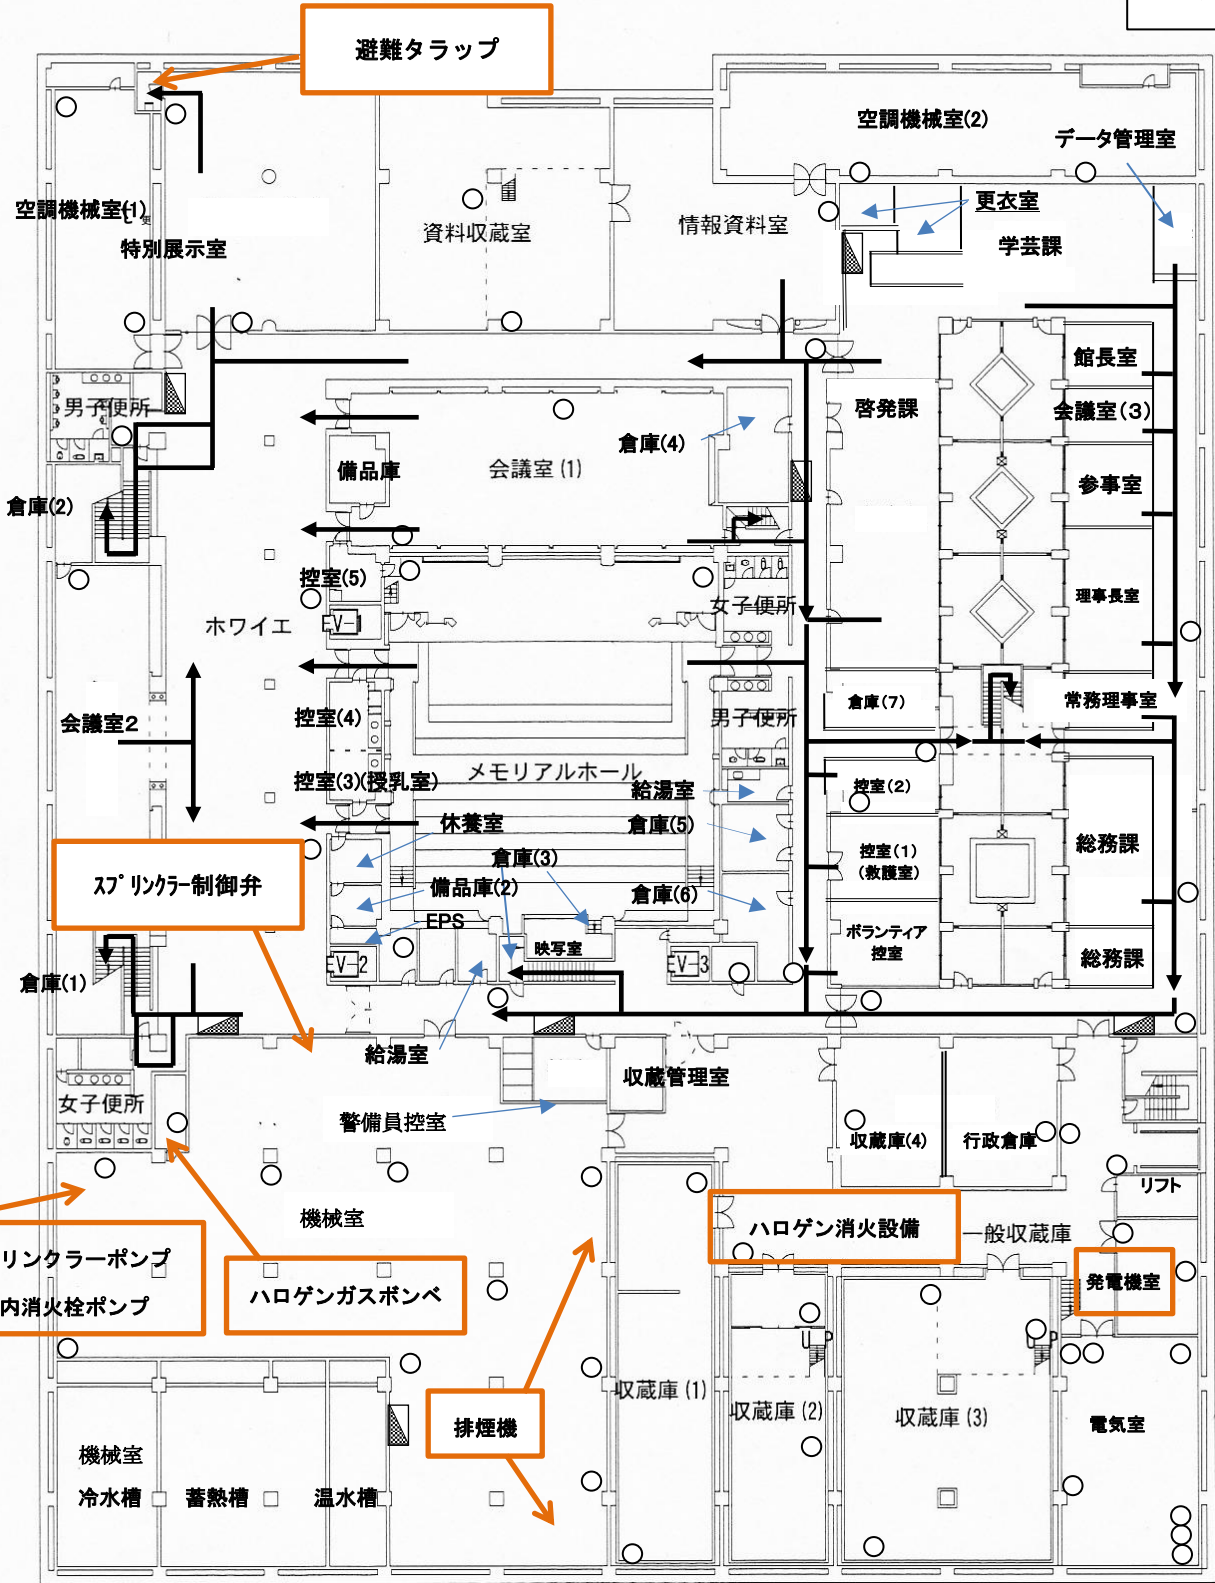 避難タラップ
空調機械室(2)
データ管理室
空調機械室(1)
更衣室
資料収蔵室
情報資料室
特別展示室
学芸課
館長室
男子便所
啓発課
会議室(3)
倉庫(4)
備品庫
会議室(1)
参事室
倉庫(2)
控室(5)
理事長室
女子便所
ホワイエ
EV-1
倉庫(7)
常務理事室
控室(4)
男子便所
会議室2
メモリアルホール
控室(3)(授乳室)
給湯室
控室(2)
休養室
倉庫(5)
総務課
スプリンクラー制御弁
倉庫(3)
控室(1)
(救護室)
備品庫(2)
倉庫(6)
EPS
ボランティア
控室
映写室
総務課
V-2
V-3
倉庫(1)
給湯室
収蔵管理室
女子便所
警備員控室
収蔵庫(4)
行政倉庫
リフト
機械室
ハロゲン消火設備
一般収蔵庫
リンクラーポンプ
内消火栓ポンプ
ハロゲンガスボンベ
発電機室
収蔵庫(1)
収蔵庫(2)
収蔵庫(3)
排煙機
電気室
機械室
冷水槽
蓄熱槽
温水槽